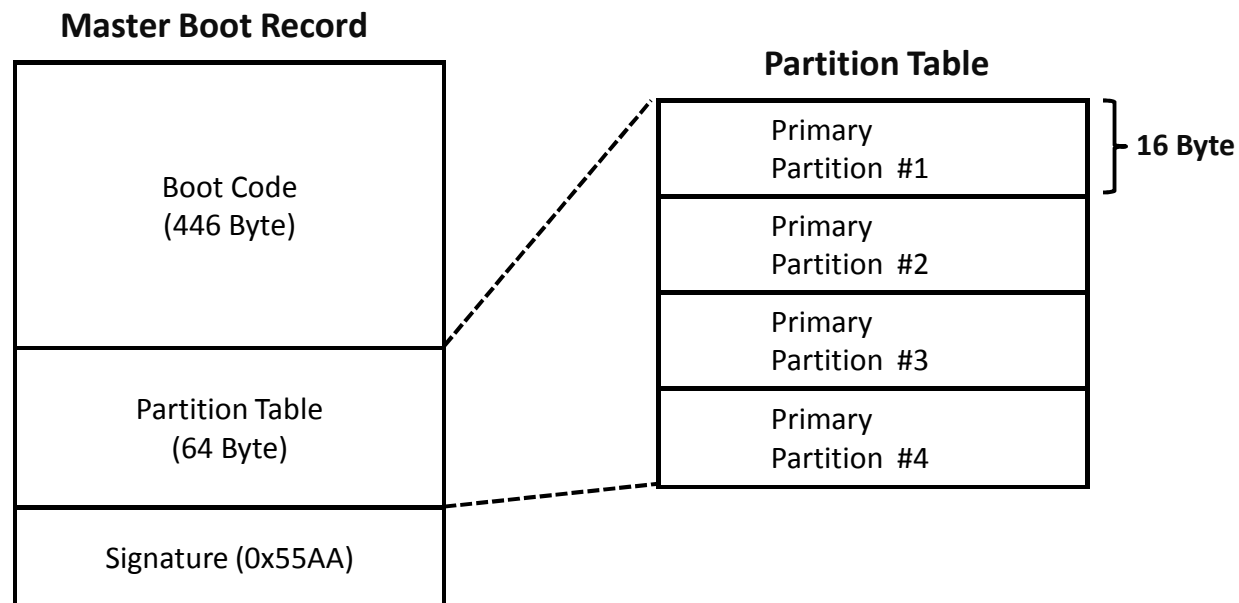 Master Boot Record
Boot Code
(446 Byte)
Partition Table
(64 Byte)
Signature (0x55AA)
Partition Table
Primary
Partition #1
16 Byte
Primary
Partition #2
Primary
Partition #3
Primary
Partition #4